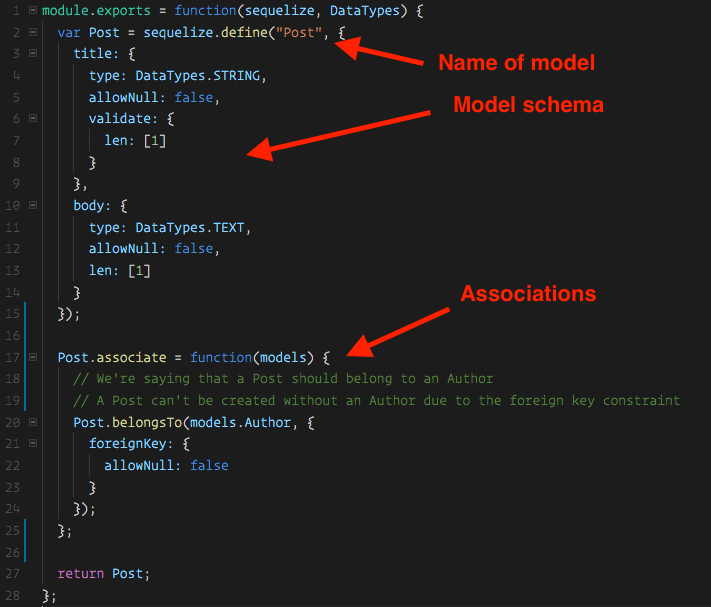 1 module.exports = function(sequelize, DataTypes) {
2 var Post = sequelize.define("Post", {
Name of model
3 title: {
4 type: DataTypes.STRING,
Model schema
5 allowNull: false,
6 validate: {
7 len: [1]
8 }
9 },
10 body: {
11 type: DataTypes.TEXT,
12 allowNull: false,
13 len: [1]
14 }
Associations
15 });
16
17 Post.associate = function(models) {
18 // We're saying that a Post should belong to an Author
19 // A Post can't be created without an Author due to the foreign key constraint
20 Post.belongsTo(models.Author, {
21 foreignKey: {
22 allowNull: false
23 }
24 });
25 };
26
27 return Post;
28 };